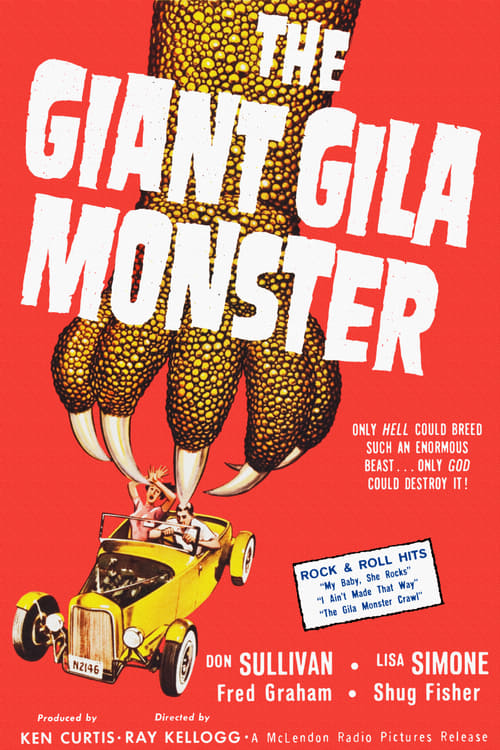 THE
GIANT GILA
MONSTER
ONLY HELL COULD BREED
SUCH AN ENORMOUS
BEAST...ONLY GOD
COULD DESTROY IT!
ROCK & ROLL HITS
"My Baby, She Rocks"
"I Ain't Made That Way"
"The Gila Monster Crawl"
N2146
DON SULLIVAN • LISA SIMONE
Fred Graham • Shug Fisher
Produced by Directed by
KEN CURTIS • RAY KELLOGG • A McLendon Radio Pictures Release